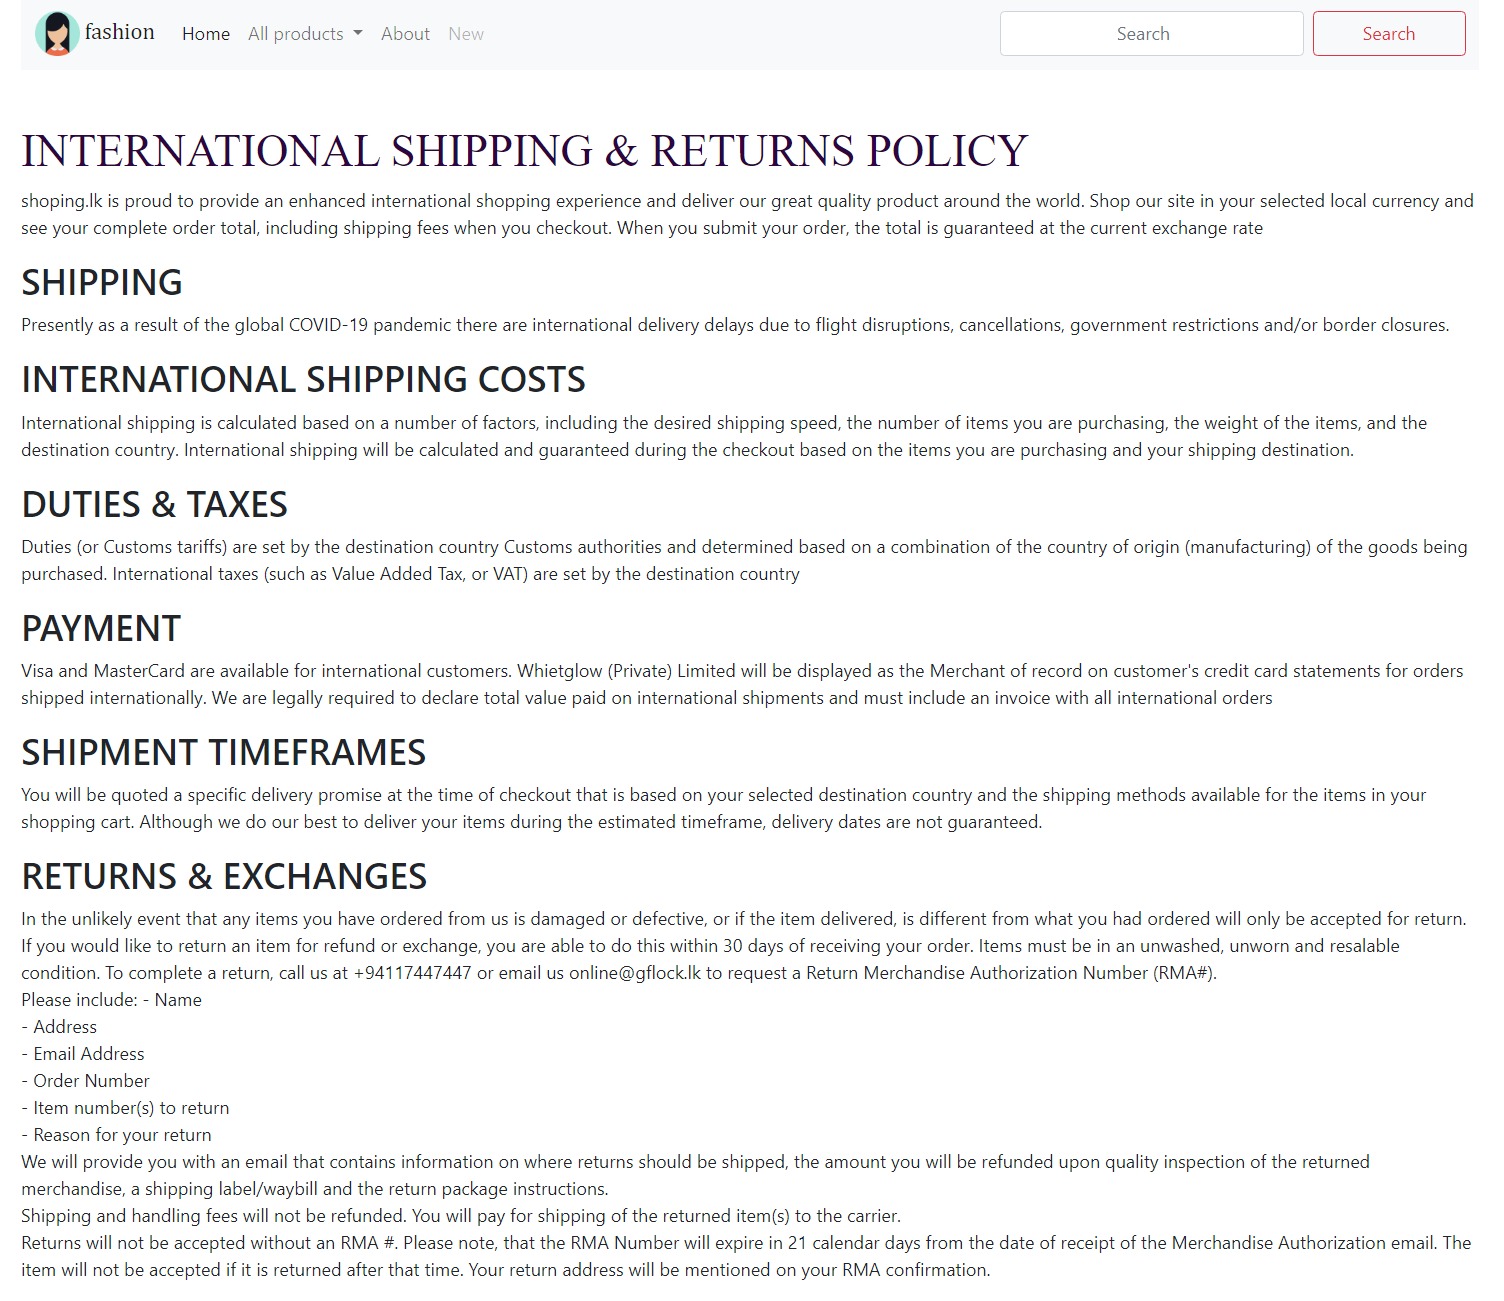 fashion Home All products About New Search Search
INTERNATIONAL SHIPPING & RETURNS POLICY
shoping.lk is proud to provide an enhanced international shopping experience and deliver our great quality product around the world. Shop our site in your selected local currency and
see your complete order total, including shipping fees when you checkout. When you submit your order, the total is guaranteed at the current exchange rate
SHIPPING
Presently as a result of the global COVID-19 pandemic there are international delivery delays due to flight disruptions, cancellations, government restrictions and/or border closures.
INTERNATIONAL SHIPPING COSTS
International shipping is calculated based on a number of factors, including the desired shipping speed, the number of items you are purchasing, the weight of the items, and the
destination country. International shipping will be calculated and guaranteed during the checkout based on the items you are purchasing and your shipping destination.
DUTIES & TAXES
Duties (or Customs tariffs) are set by the destination country Customs authorities and determined based on a combination of the country of origin (manufacturing) of the goods being
purchased. International taxes (such as Value Added Tax, or VAT) are set by the destination country
PAYMENT
Visa and MasterCard are available for international customers. Whietglow (Private) Limited will be displayed as the Merchant of record on customer's credit card statements for orders
shipped internationally. We are legally required to declare total value paid on international shipments and must include an invoice with all international orders
SHIPMENT TIMEFRAMES
You will be quoted a specific delivery promise at the time of checkout that is based on your selected destination country and the shipping methods available for the items in your
shopping cart. Although we do our best to deliver your items during the estimated timeframe, delivery dates are not guaranteed.
RETURNS & EXCHANGES
In the unlikely event that any items you have ordered from us is damaged or defective, or if the item delivered, is different from what you had ordered will only be accepted for return.
If you would like to return an item for refund or exchange, you are able to do this within 30 days of receiving your order. Items must be in an unwashed, unworn and resalable
condition. To complete a return, call us at +94117447447 or email us online@gflock.lk to request a Return Merchandise Authorization Number (RMA#).
Please include: - Name
- Address
- Email Address
- Order Number
- Item number(s) to return
- Reason for your return
We will provide you with an email that contains information on where returns should be shipped, the amount you will be refunded upon quality inspection of the returned
merchandise, a shipping label/waybill and the return package instructions.
Shipping and handling fees will not be refunded. You will pay for shipping of the returned item(s) to the carrier.
Returns will not be accepted without an RMA #. Please note, that the RMA Number will expire in 21 calendar days from the date of receipt of the Merchandise Authorization email. The
item will not be accepted if it is returned after that time. Your return address will be mentioned on your RMA confirmation.